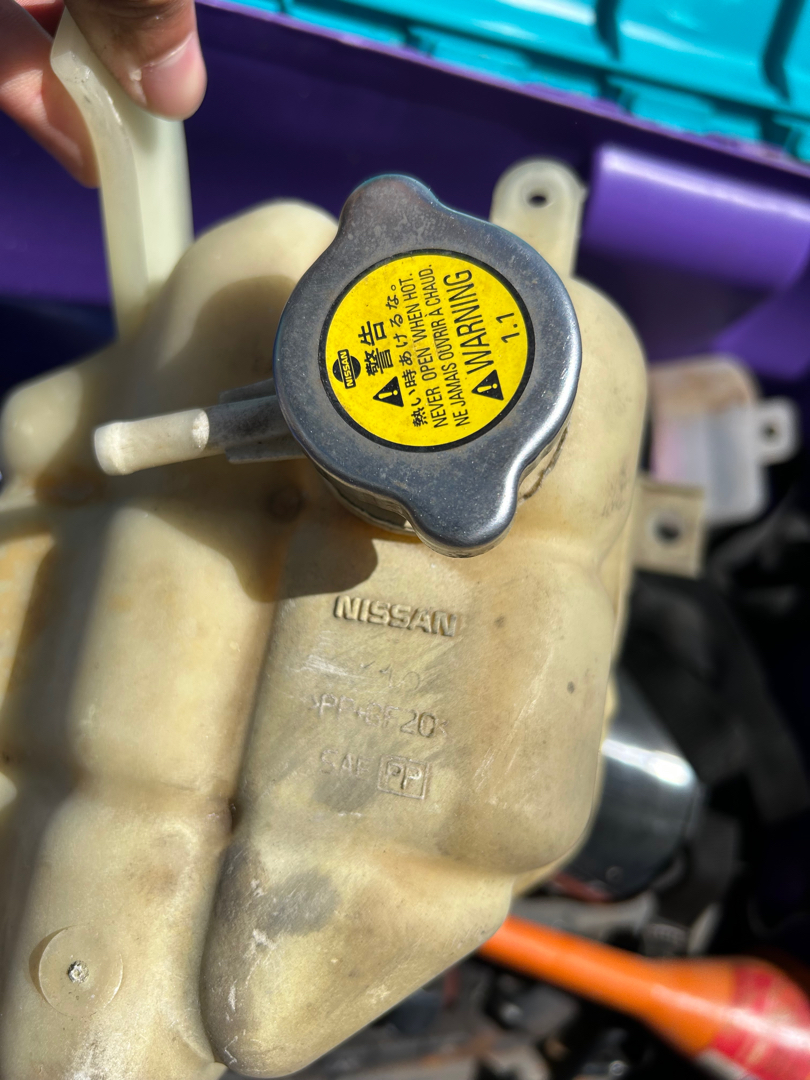 NISSAN
警告
熱い時あけるな。
NEVER OPEN WHEN HOT.
NE JAMAIS OUVRIR À CHAUD.
WARNING
1.1
NISSAN
PP